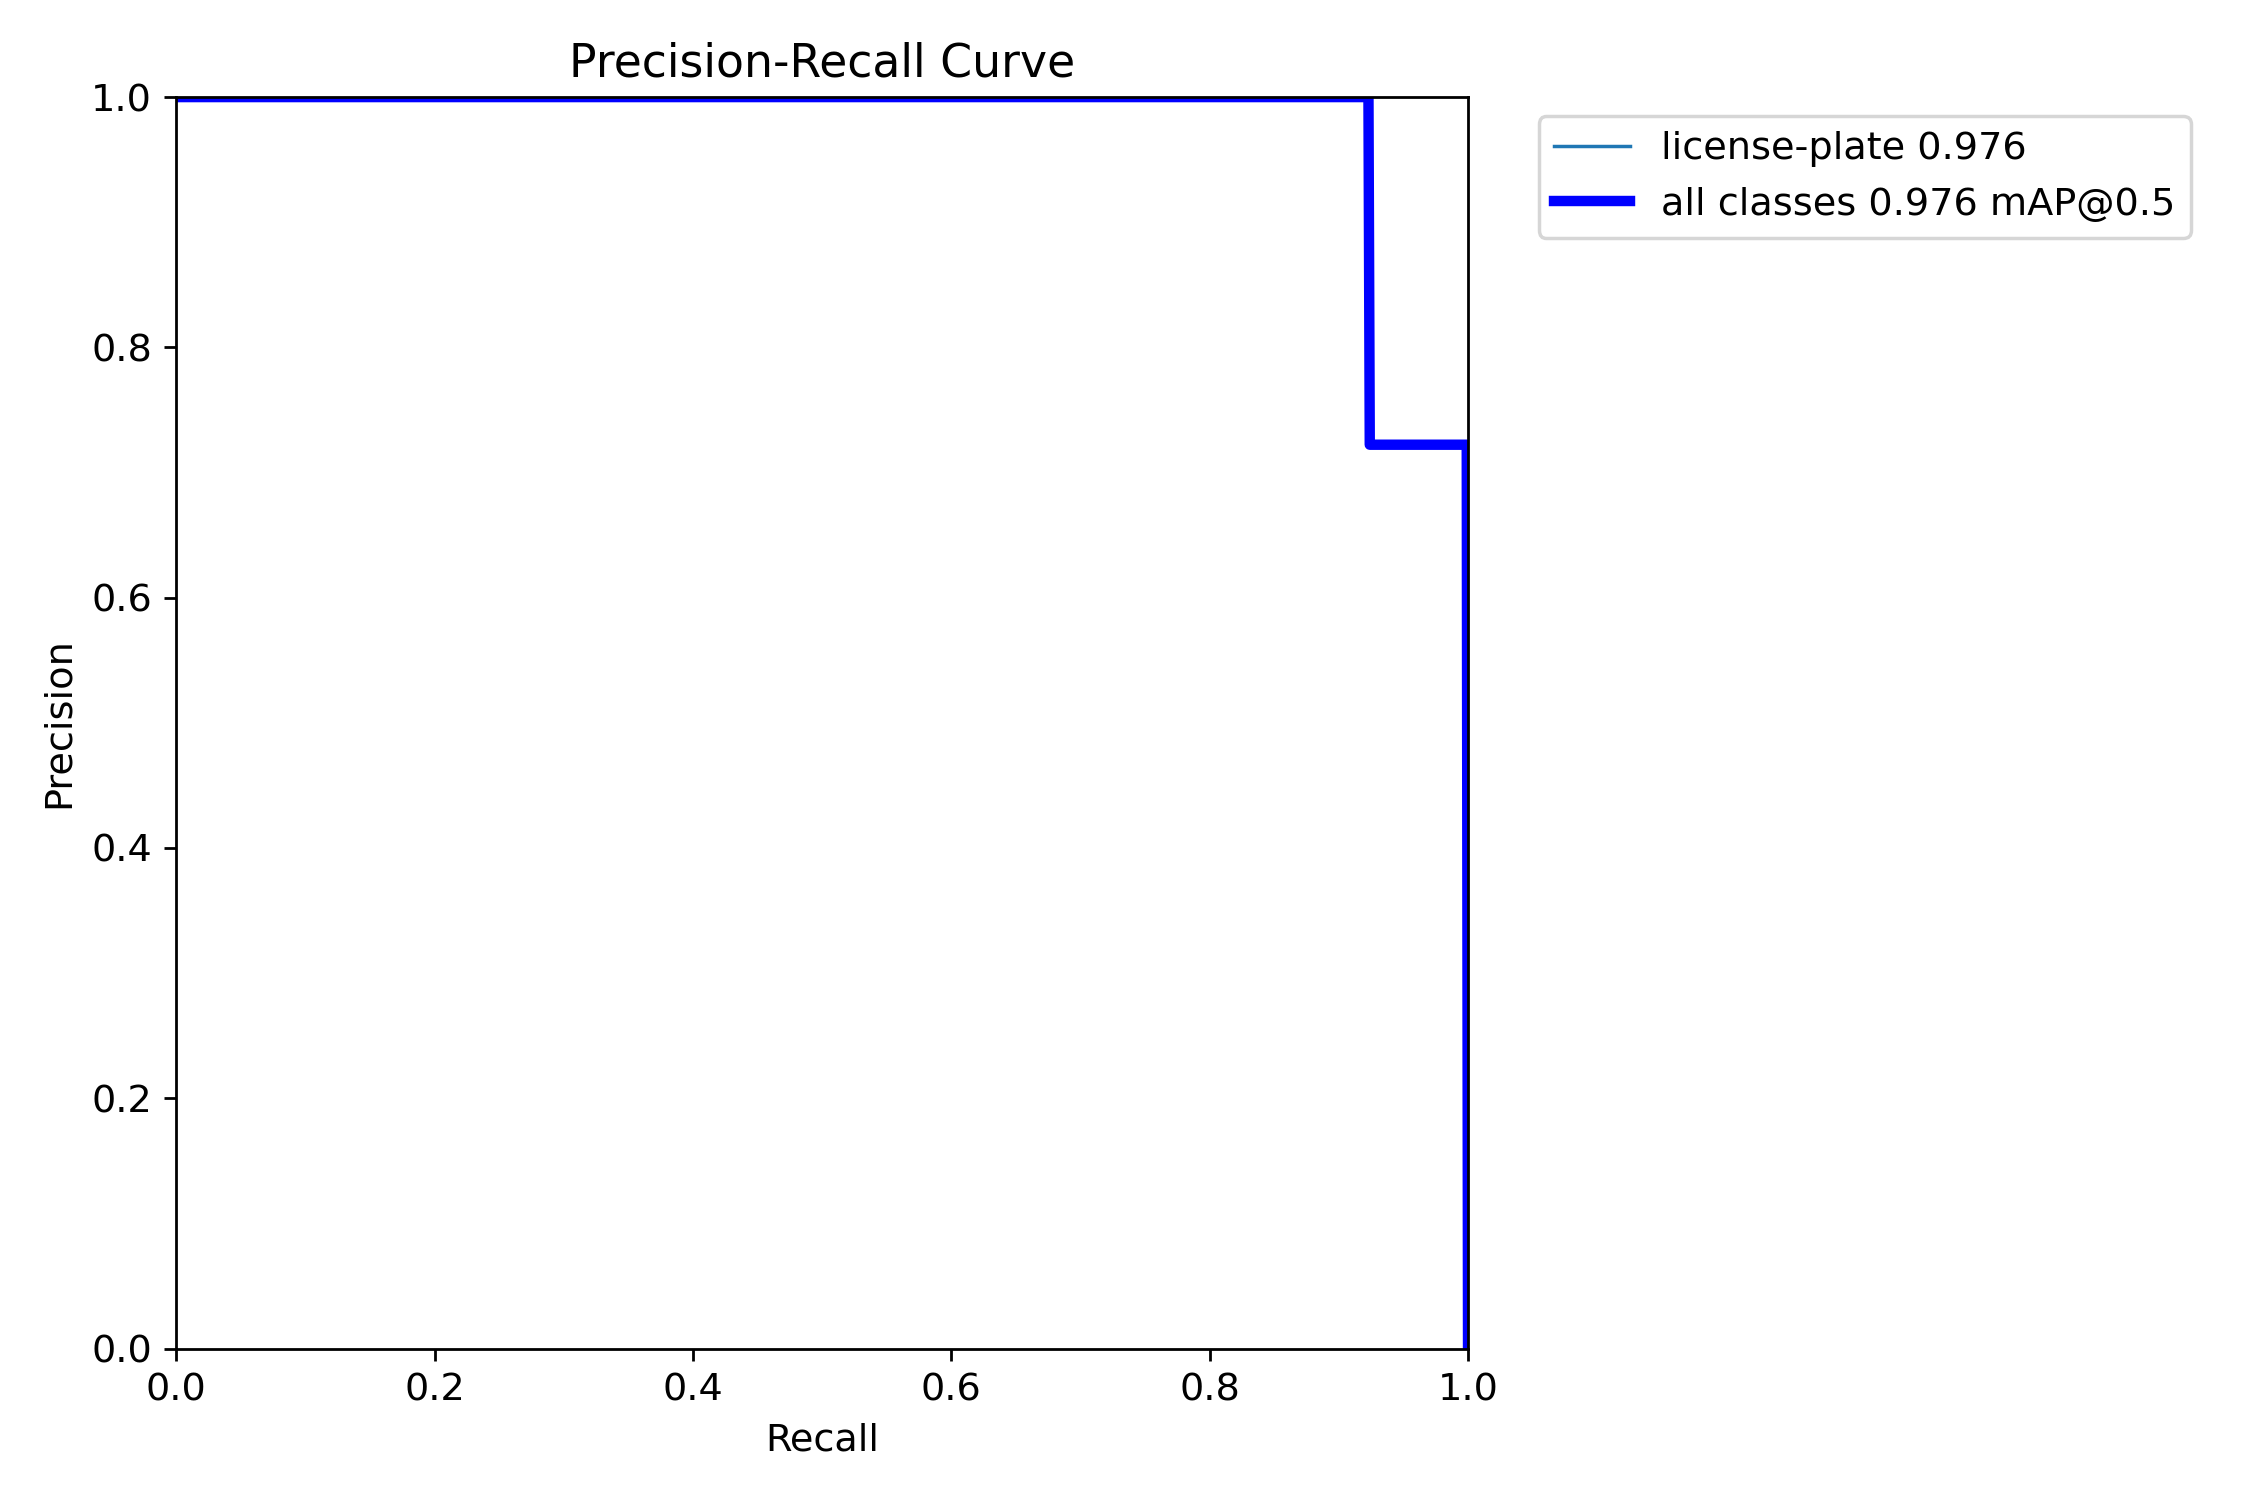 Precision-Recall Curve
1.0
0.8
0.6
0.4
0.2
0.0
Precision
0.0 0.2 0.4 0.6 0.8 1.0
Recall
license-plate 0.976
all classes 0.976 mAP@0.5